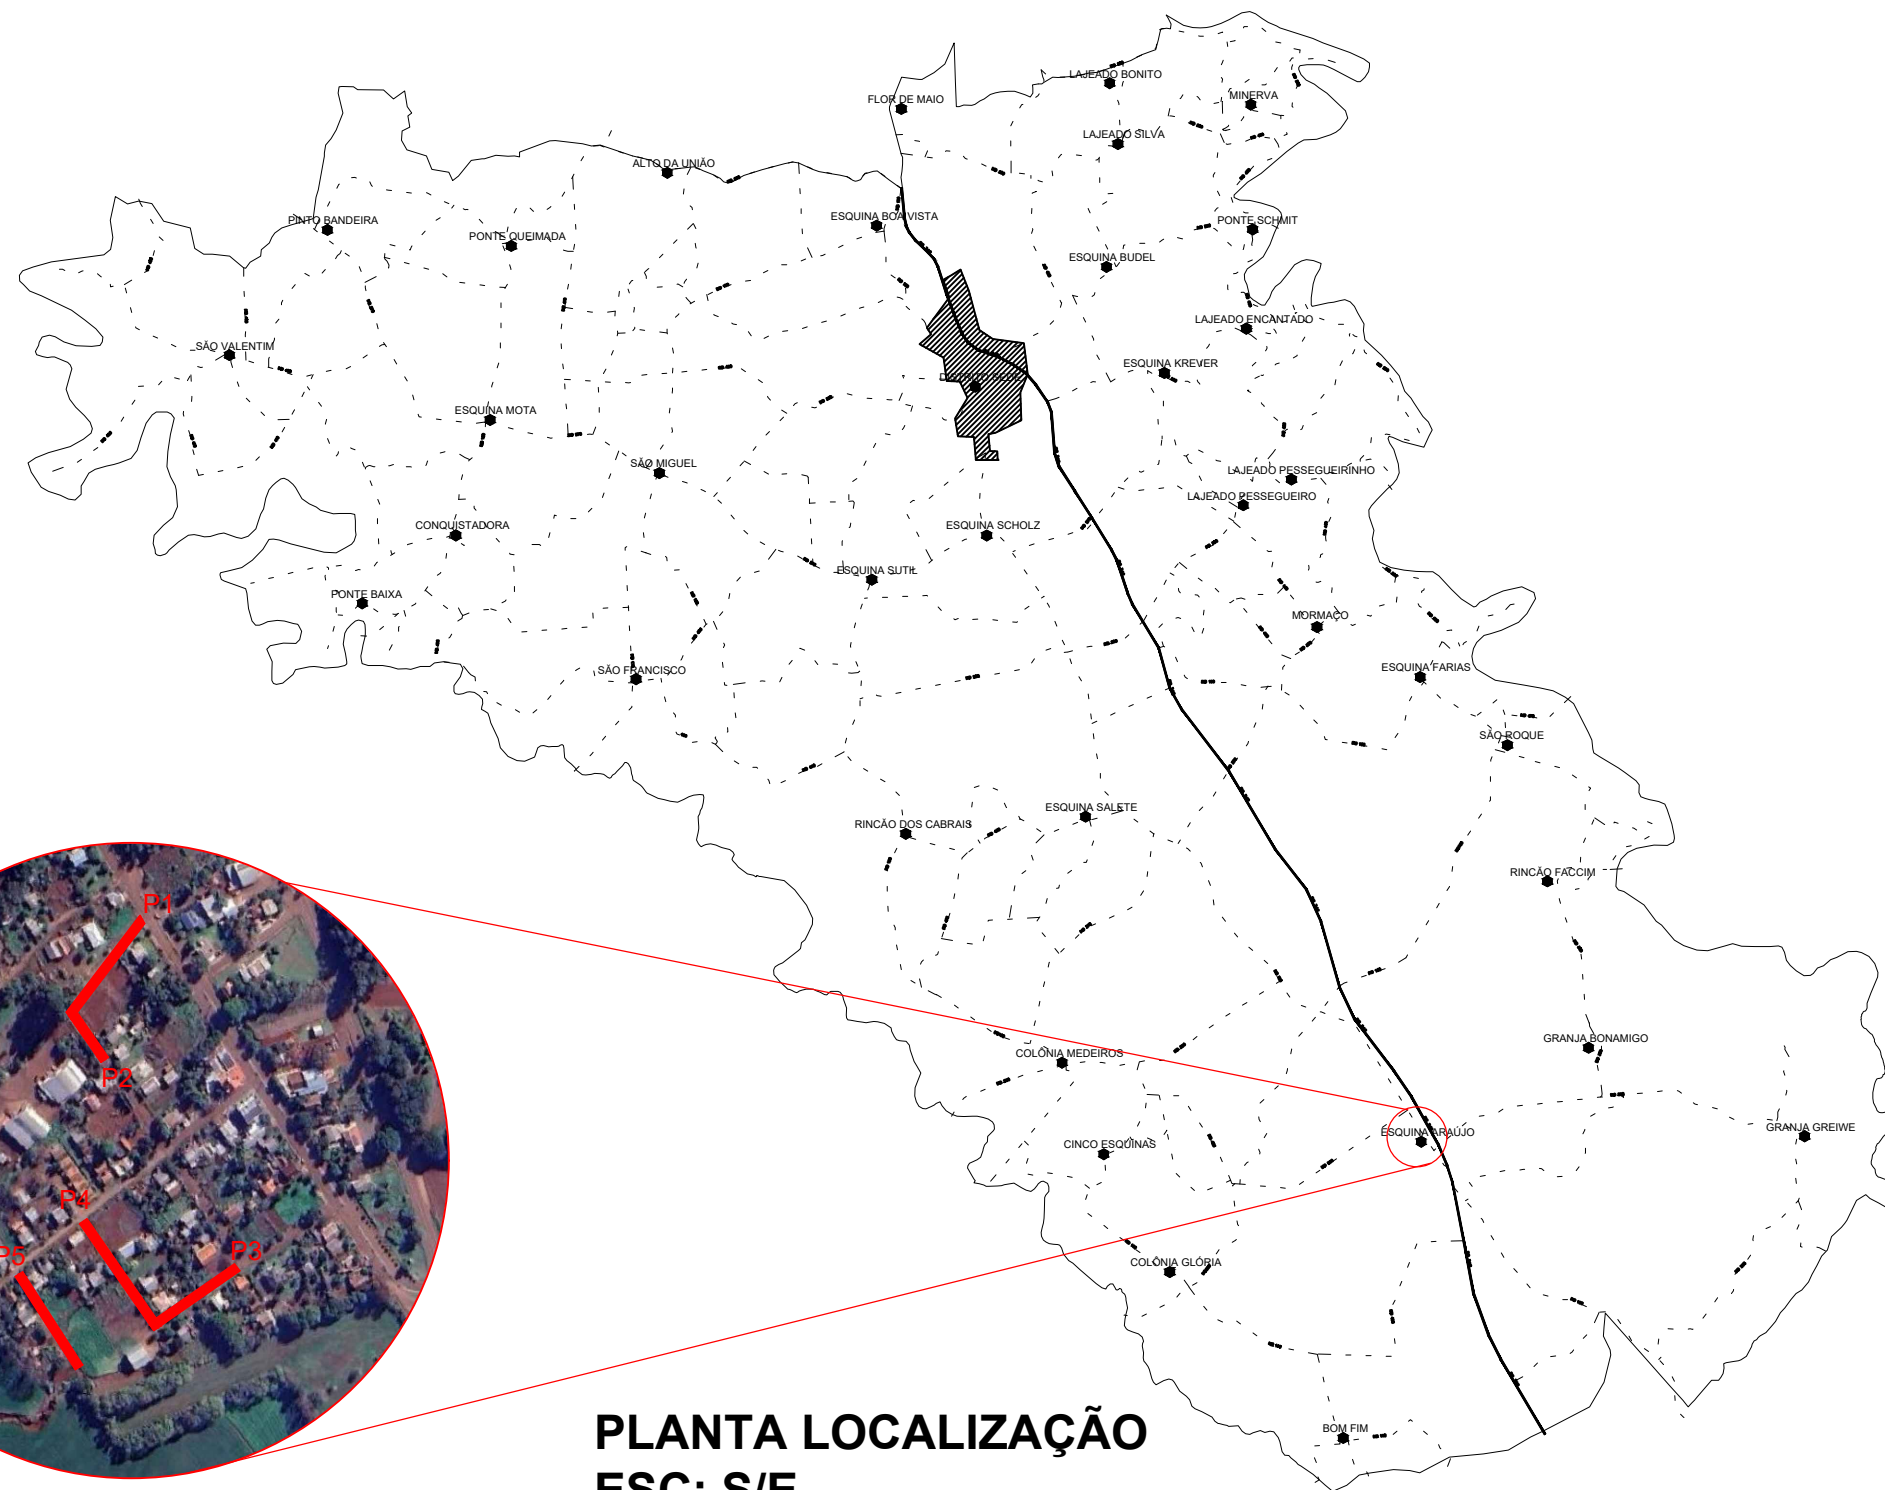 LAJEADO BONITO
FLOR DE MAIO
MINERVA
LAJEADO SILVA
ALTO DA UNIÃO
PINTO BANDEIRA
PONTE QUEIMADA
ESQUINA BOA VISTA
PONTE SCHMIT
ESQUINA BUDEL
LAJEADO ENCANTADO
SÃO VALENTIM
ESQUINA KREVER
ESQUINA MOTA
SÃO MIGUEL
LAJEADO PESSEGUEIRINHO
LAJEADO PESSEGUEIRO
CONQUISTADORA
ESQUINA SCHOLZ
ESQUINA SUTIL
PONTE BAIXA
MORMAÇO
SÃO FRANCISCO
ESQUINA FARIAS
SÃO ROQUE
ESQUINA SALETE
RINCÃO DOS CABRAIS
RINCÃO FACCIM
P1
GRANJA BONAMIGO
COLÔNIA MEDEIROS
P2
GRANJA GREIWE
ESQUINA ARAÚJO
CINCO ESQUINAS
P4
P3
P5
COLÔNIA GLÓRIA
BOM FIM
PLANTA LOCALIZAÇÃO
ESC: S/E